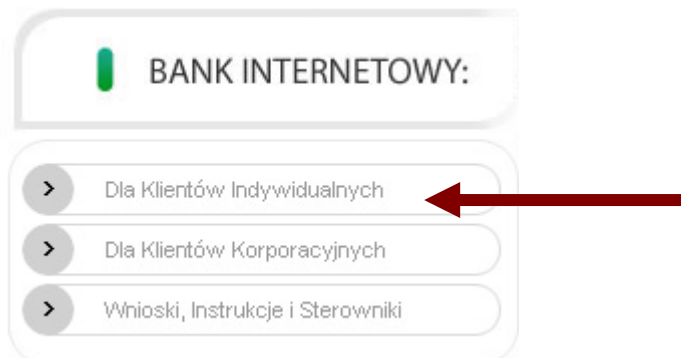 BANK INTERNETOWY:
Dla Klientów Indywidualnych
Dla Klientów Korporacyjnych
Wnioski, Instrukcje i Sterowniki